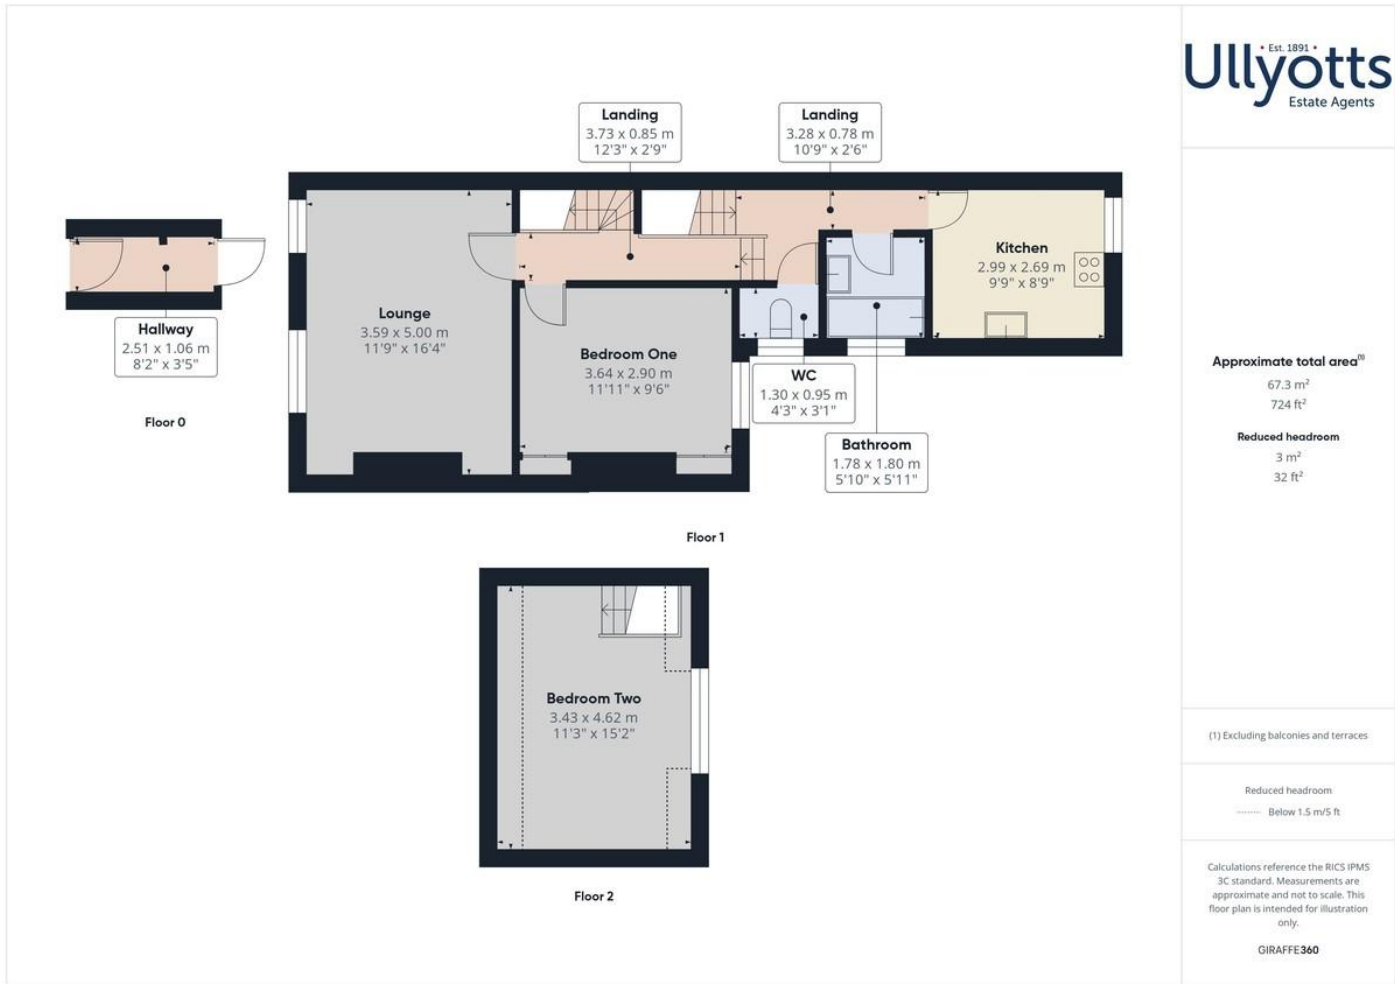 • Est. 1891 •
Ullyotts
Estate Agents
Landing
3.73 x 0.85 m
12'3" x 2'9"
Landing
3.28 x 0.78 m
10'9" x 2'6"
Kitchen
2.99 x 2.69 m
9'9" x 8'9"
Hallway
2.51 x 1.06 m
8'2" x 3'5"
Floor 0
Lounge
3.59 x 5.00 m
11'9" x 16'4"
Bedroom One
3.64 x 2.90 m
11'11" x 9'6"
WC
1.30 x 0.95 m
4'3" x 3'1"
Bathroom
1.78 x 1.80 m
5'10" x 5'11"
Floor 1
Bedroom Two
3.43 x 4.62 m
11'3" x 15'2"
Floor 2
Approximate total area⁽¹⁾
67.3 m²
724 ft²
Reduced headroom
3 m²
32 ft²
(1) Excluding balconies and terraces
Reduced headroom
Below 1.5 m/5 ft
Calculations reference the RICS IPMS
3C standard. Measurements are
approximate and not to scale. This
floor plan is intended for illustration
only.
GIRAFFE360